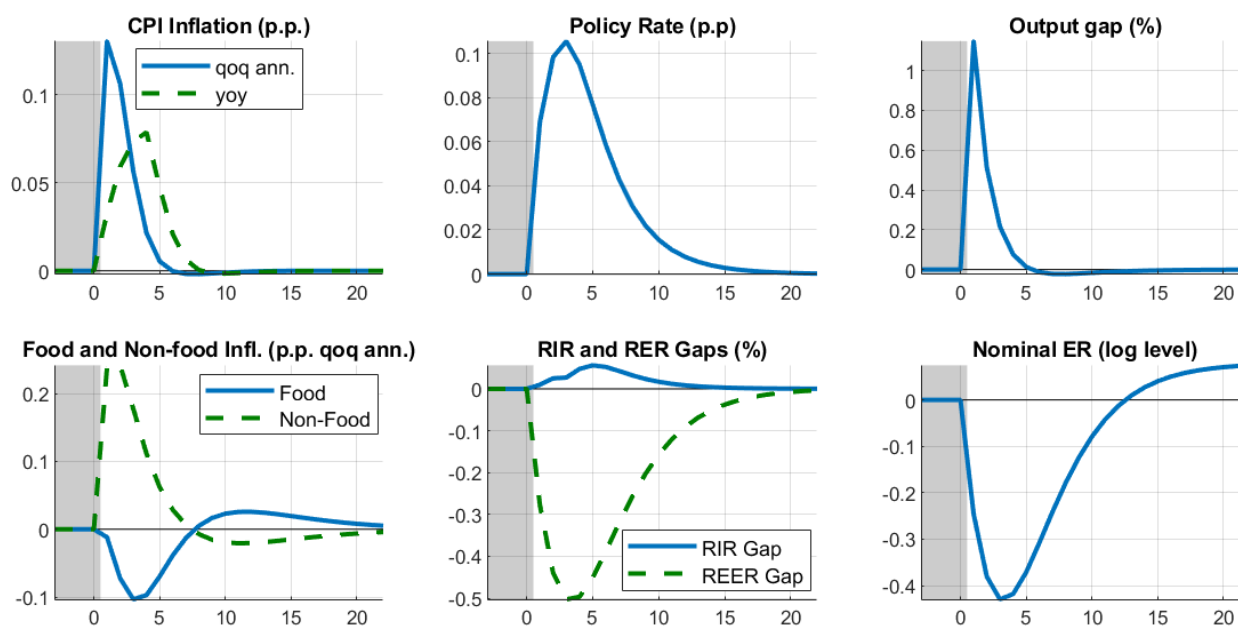 CPI Inflation (p.p.)
qoq ann.
yoy
0.1
0.05
0
0 5 10 15 20
Policy Rate (p.p)
0.1
0.08
0.06
0.04
0.02
0
0 5 10 15 20
Output gap (%)
1
0.8
0.6
0.4
0.2
0
0 5 10 15 20
Food and Non-food Infl. (p.p. qoq ann.)
Food
Non-Food
0.2
0.1
0
-0.1
0 5 10 15 20
RIR and RER Gaps (%)
0
-0.1
-0.2
-0.3
-0.4
-0.5
RIR Gap
REER Gap
0 5 10 15 20
Nominal ER (log level)
0
-0.1
-0.2
-0.3
-0.4
0 5 10 15 20